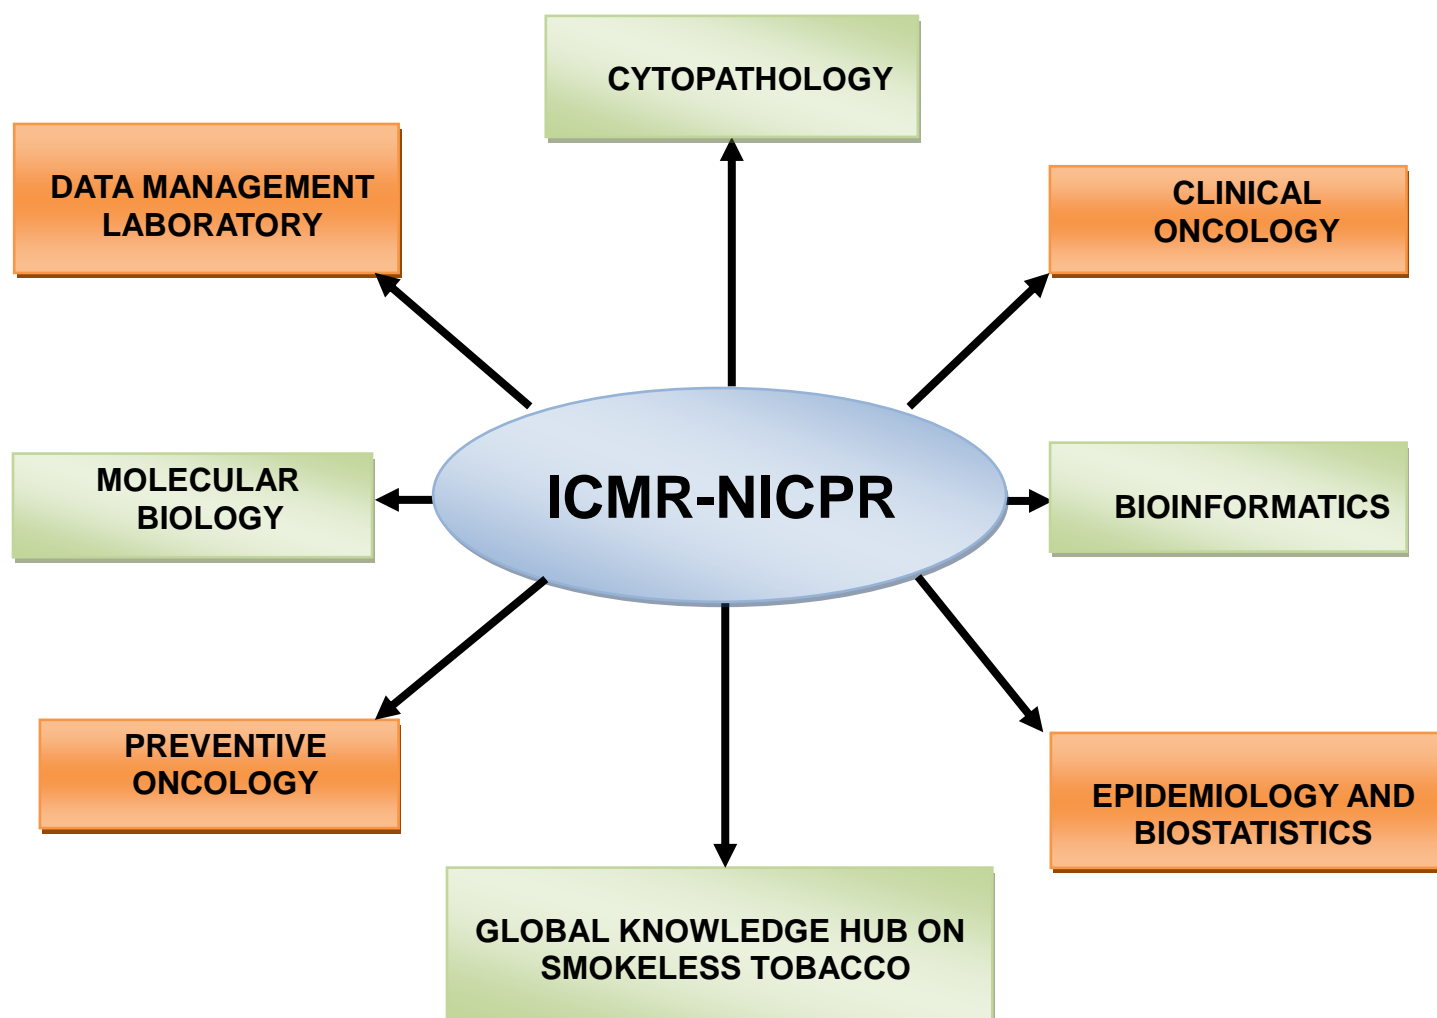 CYTOPATHOLOGY
DATA MANAGEMENT
LABORATORY
CLINICAL
ONCOLOGY
MOLECULAR
BIOLOGY
ICMR-NICPR
BIOINFORMATICS
PREVENTIVE
ONCOLOGY
EPIDEMIOLOGY AND
BIOSTATISTICS
GLOBAL KNOWLEDGE HUB ON
SMOKELESS TOBACCO